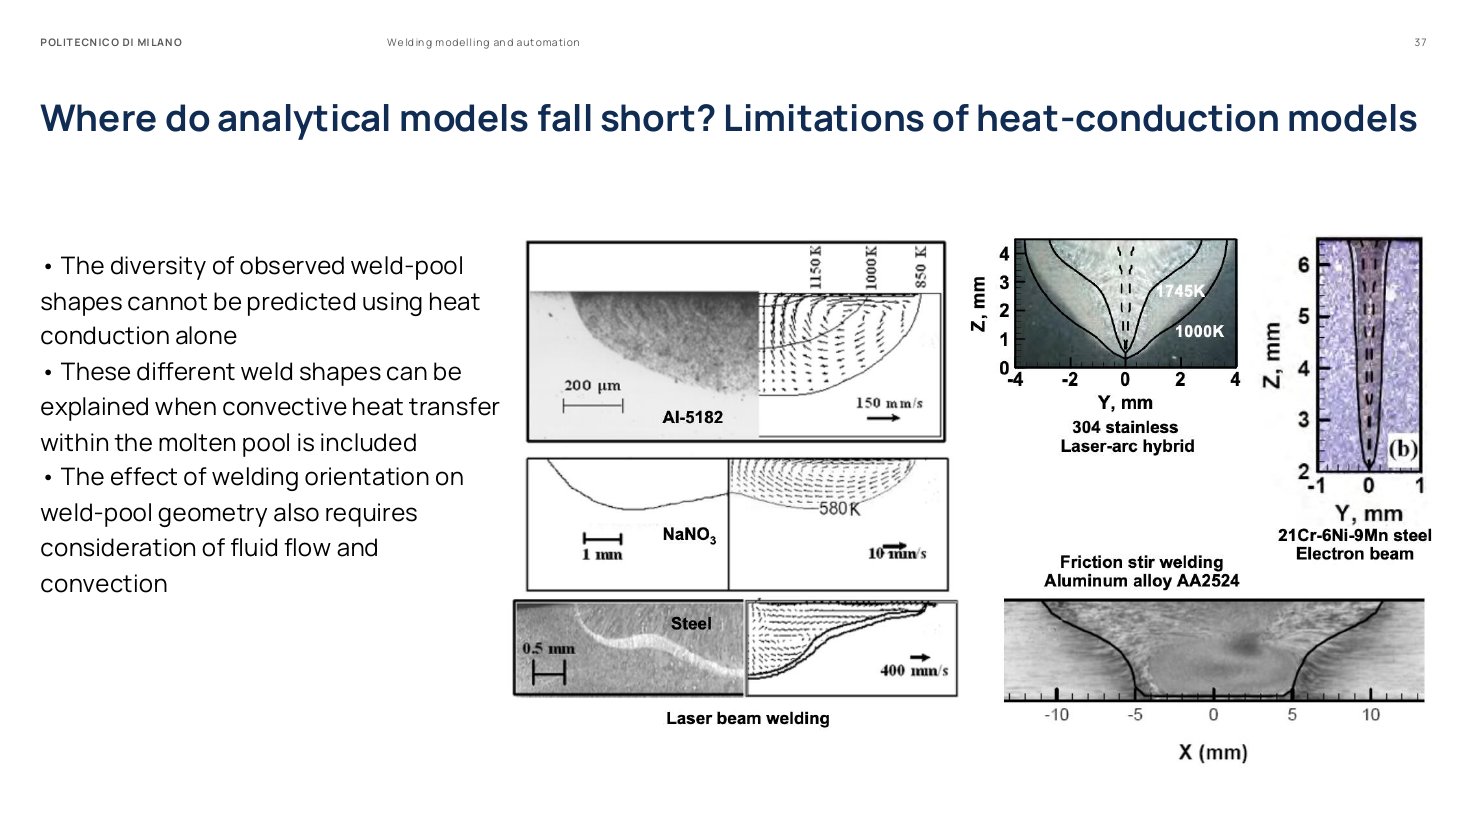 POLITECNICO DI MILANO
Welding modelling and automation
37
Where do analytical models fall short? Limitations of heat-conduction models
• The diversity of observed weld-pool
shapes cannot be predicted using heat
conduction alone
• These different weld shapes can be
explained when convective heat transfer
within the molten pool is included
• The effect of welding orientation on
weld-pool geometry also requires
consideration of fluid flow and
convection
1150 K
1000K
850 K
200 μm
Al-5182
150 mm/s
580K
NaNO3
1 mm
10 mm/s
Steel
0.5 mm
400 mm/s
Laser beam welding
Z, mm
4
3
2
1
0
1745K
1000K
-4 -2 0 2 4
Y, mm
304 stainless
Laser-arc hybrid
Z, mm
6
5
4
3
2
(b)
-1 0 1
Y, mm
21Cr-6Ni-9Mn steel
Electron beam
Friction stir welding
Aluminum alloy AA2524
-10 -5 0 5 10
X (mm)